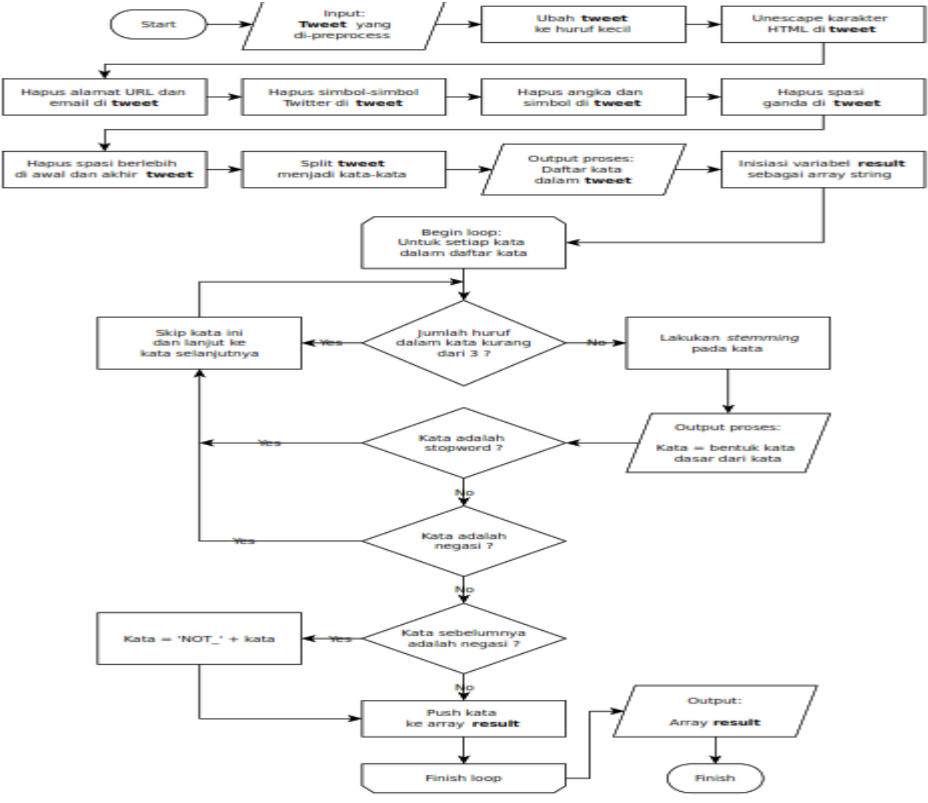 Start
Input:
Tweet yang
di-preprocess
Ubah tweet
ke huruf kecil
Unescape karakter
HTML di tweet
Hapus alamat URL dan
email di tweet
Hapus simbol-simbol
Twitter di tweet
Hapus angka dan
simbol di tweet
Hapus spasi
ganda di tweet
Hapus spasi berlebih
di awal dan akhir tweet
Split tweet
menjadi kata-kata
Output proses:
Daftar kata
dalam tweet
Inisiasi variabel result
sebagai array string
Begin loop:
Untuk setiap kata
dalam daftar kata
Skip kata ini
dan lanjut ke
kata selanjutnya
Yes
Jumlah huruf
dalam kata kurang
dari 3 ?
No
Lakukan stemming
pada kata
Output proses:
Kata = bentuk kata
dasar dari kata
Kata adalah
stopword ?
Yes
No
Kata adalah
negasi ?
Yes
No
Kata sebelumnya
adalah negasi ?
Yes
Kata = 'NOT_' + kata
No
Push kata
ke array result
Finish loop
Output:
Array result
Finish